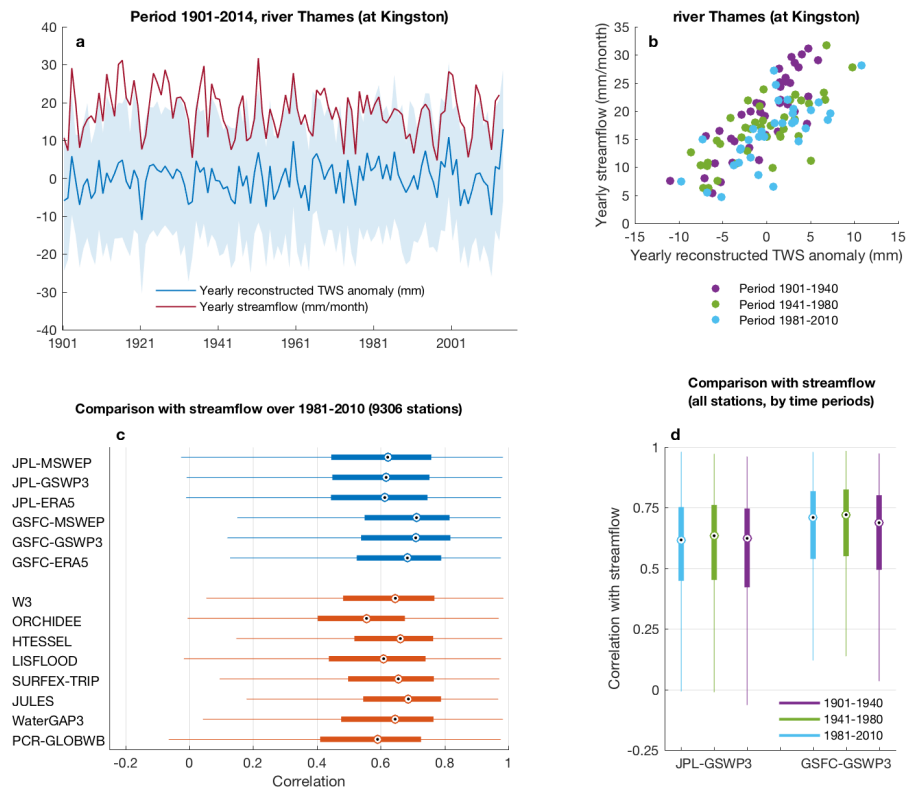 Period 1901-2014, river Thames (at Kingston)
a
40
30
20
10
0
-10
-20
-30
-40
Yearly reconstructed TWS anomaly (mm)
Yearly streamflow (mm/month)
1901
1921
1941
1961
1981
2001
river Thames (at Kingston)
b
Yearly streamflow (mm/month)
35
30
25
20
15
10
5
0
-15
-10
-5
0
5
10
15
Yearly reconstructed TWS anomaly (mm)
Period 1901-1940
Period 1941-1980
Period 1981-2010
Comparison with streamflow over 1981-2010 (9306 stations)
c
JPL-MSWEP
JPL-GSWP3
JPL-ERA5
GSFC-MSWEP
GSFC-GSWP3
GSFC-ERA5
W3
ORCHIDEE
HTESSEL
LISFLOOD
SURFEX-TRIP
JULES
WaterGAP3
PCR-GLOBWB
-0.2
0
0.2
0.4
0.6
0.8
1
Correlation
Comparison with streamflow
(all stations, by time periods)
d
Correlation with streamflow
1
0.75
0.5
0.25
0
-0.25
1901-1940
1941-1980
1981-2010
JPL-GSWP3
GSFC-GSWP3